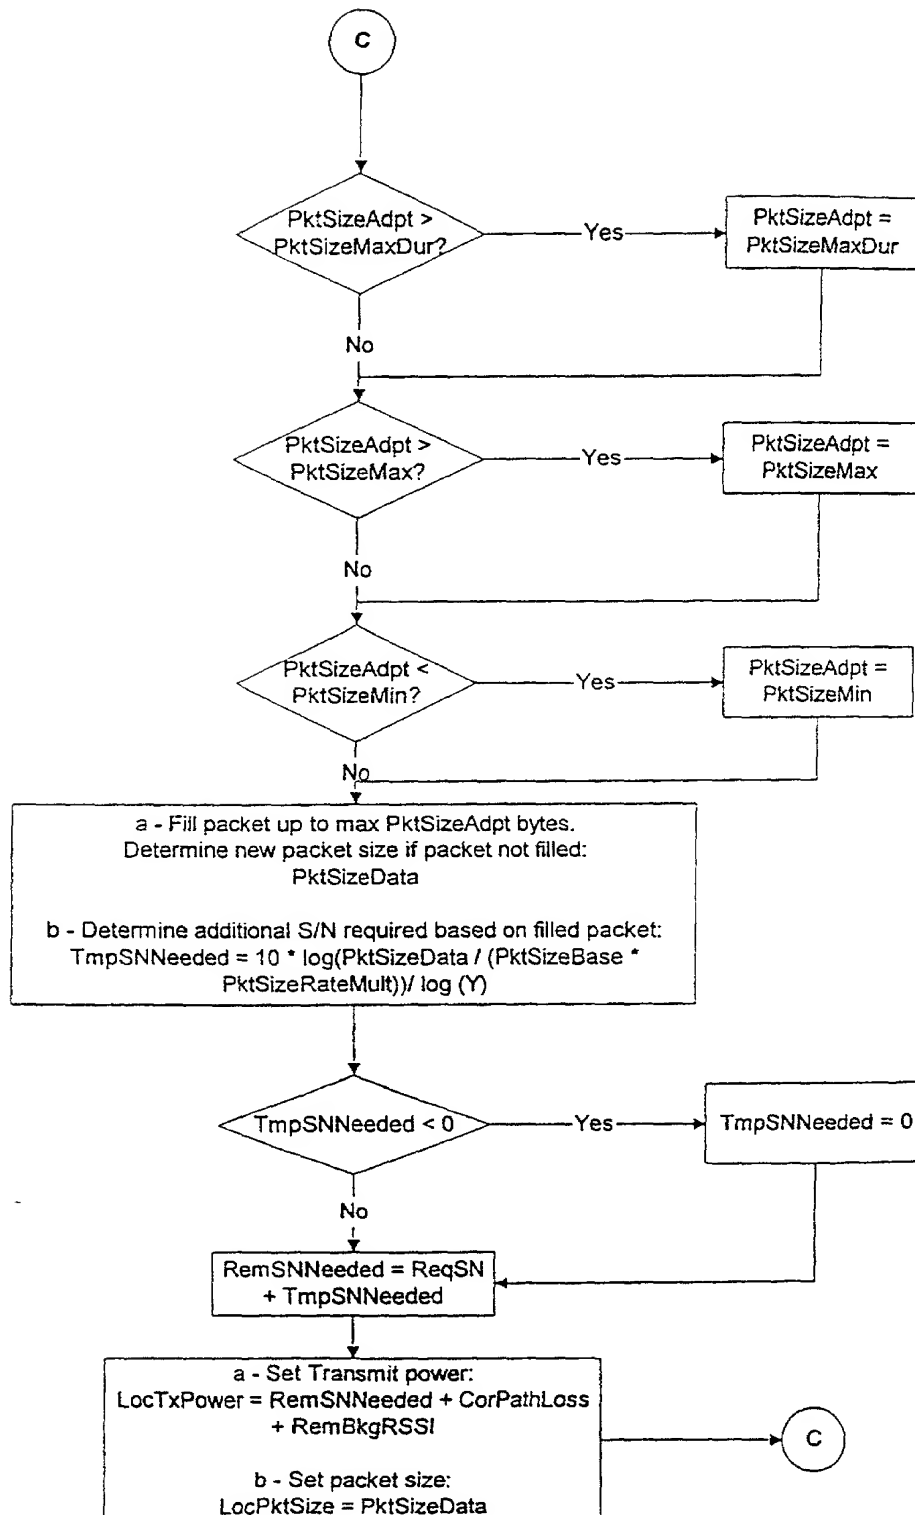 C
PktSizeAdpt >
PktSizeMaxDur?
Yes
PktSizeAdpt =
PktSizeMaxDur
No
PktSizeAdpt >
PktSizeMax?
Yes
PktSizeAdpt =
PktSizeMax
No
PktSizeAdpt <
PktSizeMin?
Yes
PktSizeAdpt =
PktSizeMin
No
a - Fill packet up to max PktSizeAdpt bytes.
Determine new packet size if packet not filled:
PktSizeData
b - Determine additional S/N required based on filled packet:
TmpSNNeeded = 10 * log(PktSizeData / (PktSizeBase *
PktSizeRateMult))/ log (Y)
TmpSNNeeded < 0
Yes
TmpSNNeeded = 0
No
RemSNNeeded = ReqSN
+ TmpSNNeeded
a - Set Transmit power:
LocTxPower = RemSNNeeded + CorPathLoss
+ RemBkgRSSI
b - Set packet size:
LocPktSize = PktSizeData
C